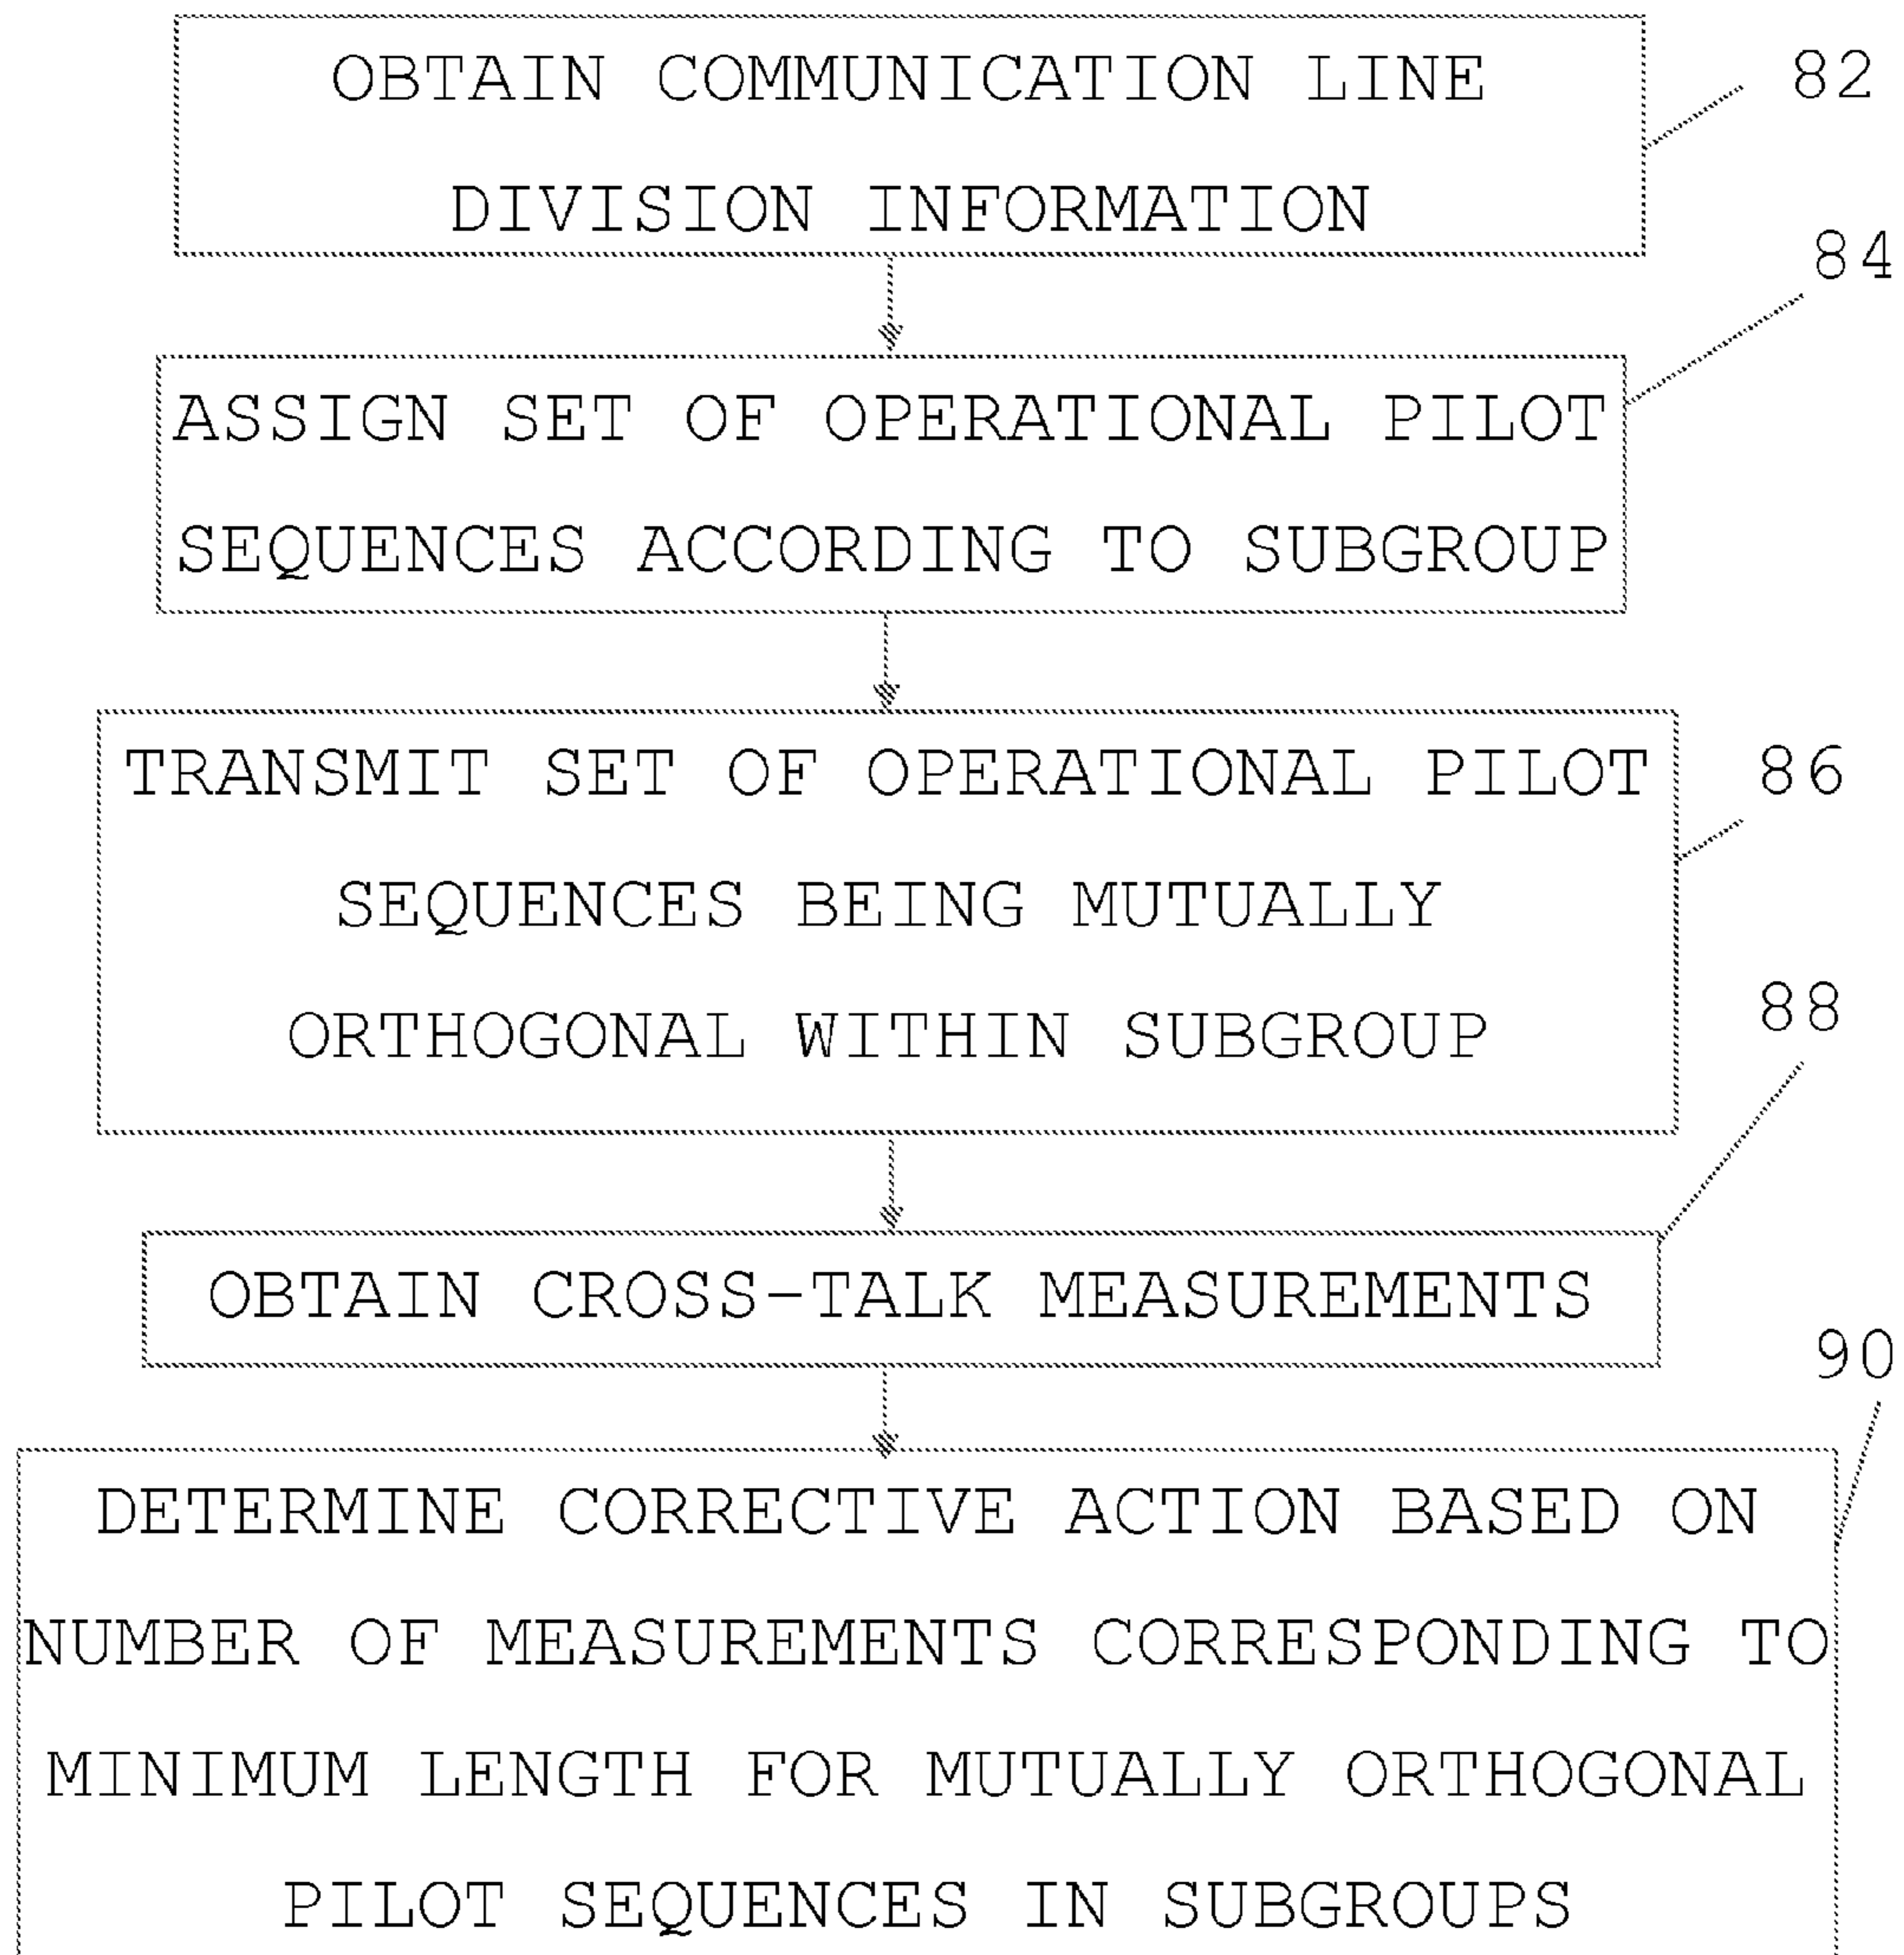 OBTAIN COMMUNICATION LINE
DIVISION INFORMATION
82
84
ASSIGN SET OF OPERATIONAL PILOT
SEQUENCES ACCORDING TO SUBGROUP
TRANSMIT SET OF OPERATIONAL PILOT
SEQUENCES BEING MUTUALLY
ORTHOGONAL WITHIN SUBGROUP
86
88
OBTAIN CROSS-TALK MEASUREMENTS
90
DETERMINE CORRECTIVE ACTION BASED ON
NUMBER OF MEASUREMENTS CORRESPONDING TO
MINIMUM LENGTH FOR MUTUALLY ORTHOGONAL
PILOT SEQUENCES IN SUBGROUPS